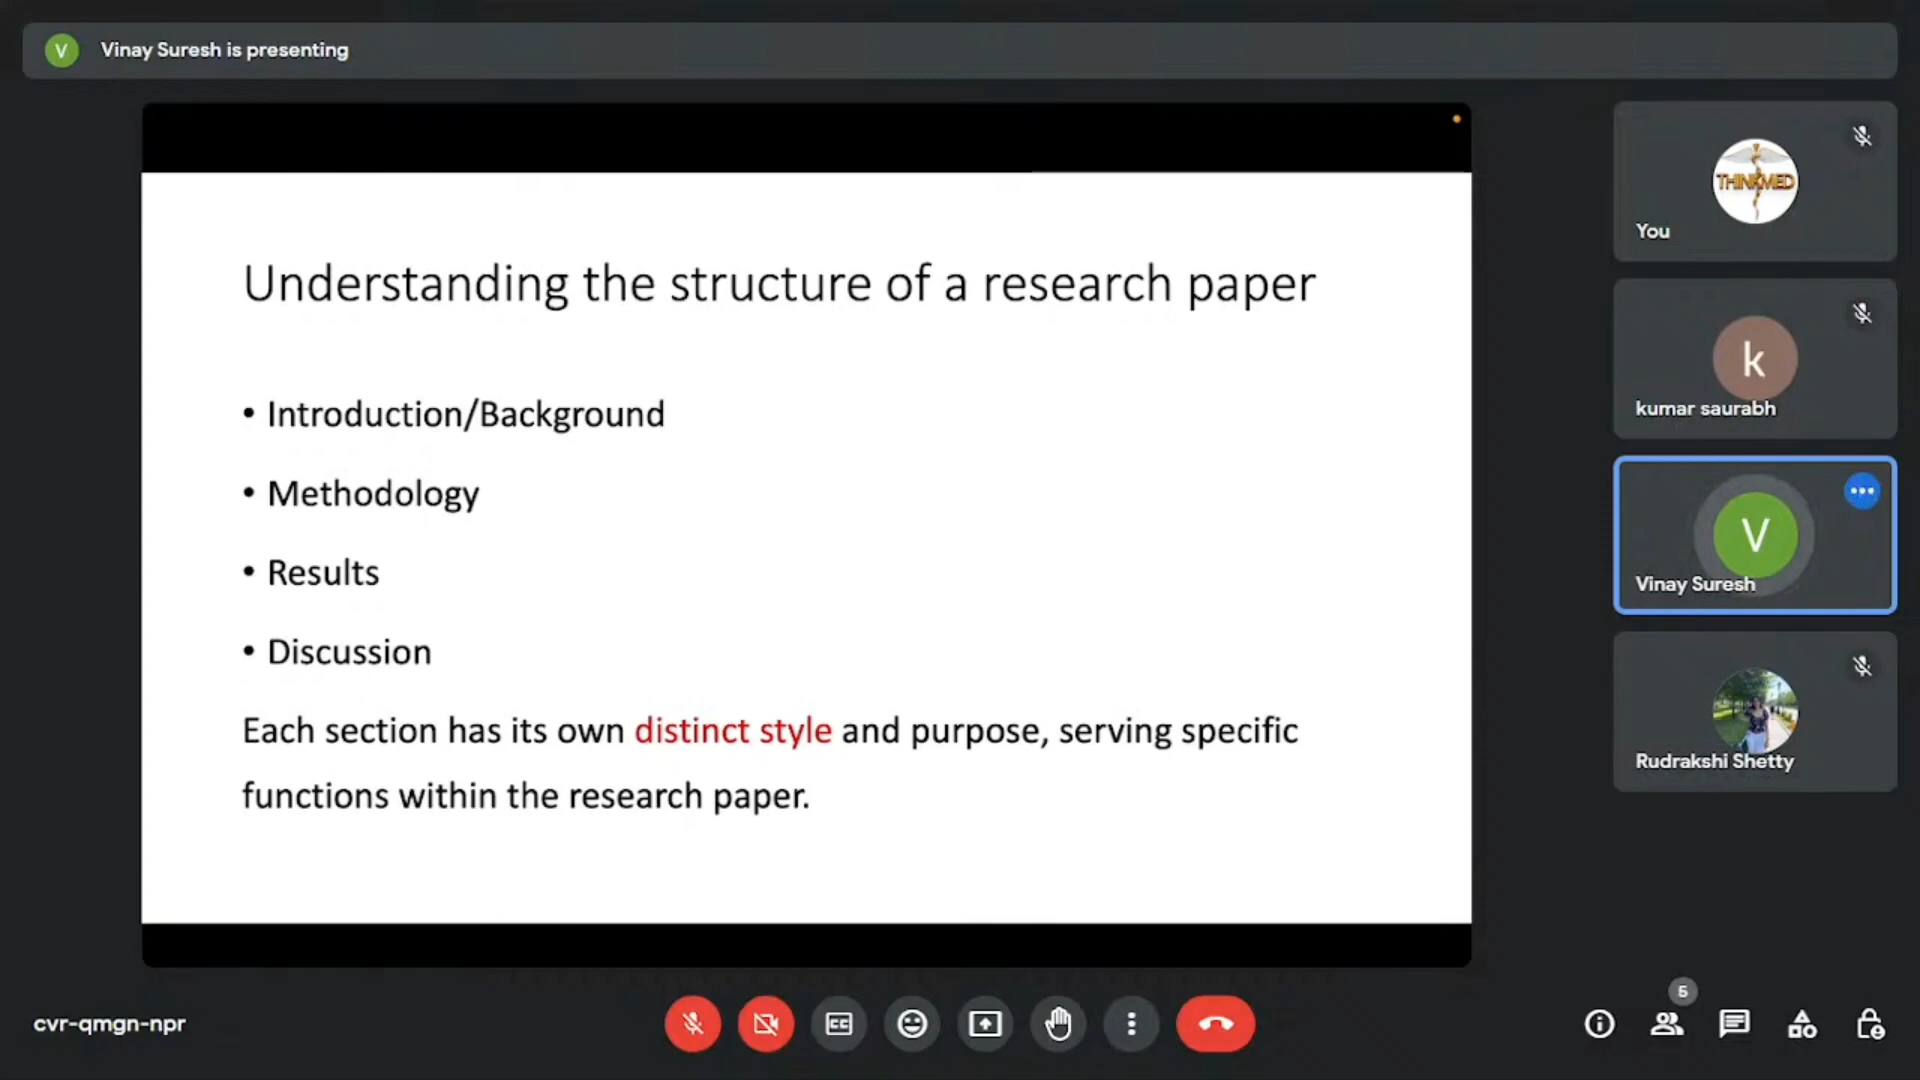 V Vinay Suresh is presenting
THINKMED
You
Understanding the structure of a research paper
• Introduction/Background
• Methodology
• Results
• Discussion
Each section has its own distinct style and purpose, serving specific
functions within the research paper.
k
kumar saurabh
V
Vinay Suresh
Rudrakshi Shetty
cvr-qmgn-npr
CC
5